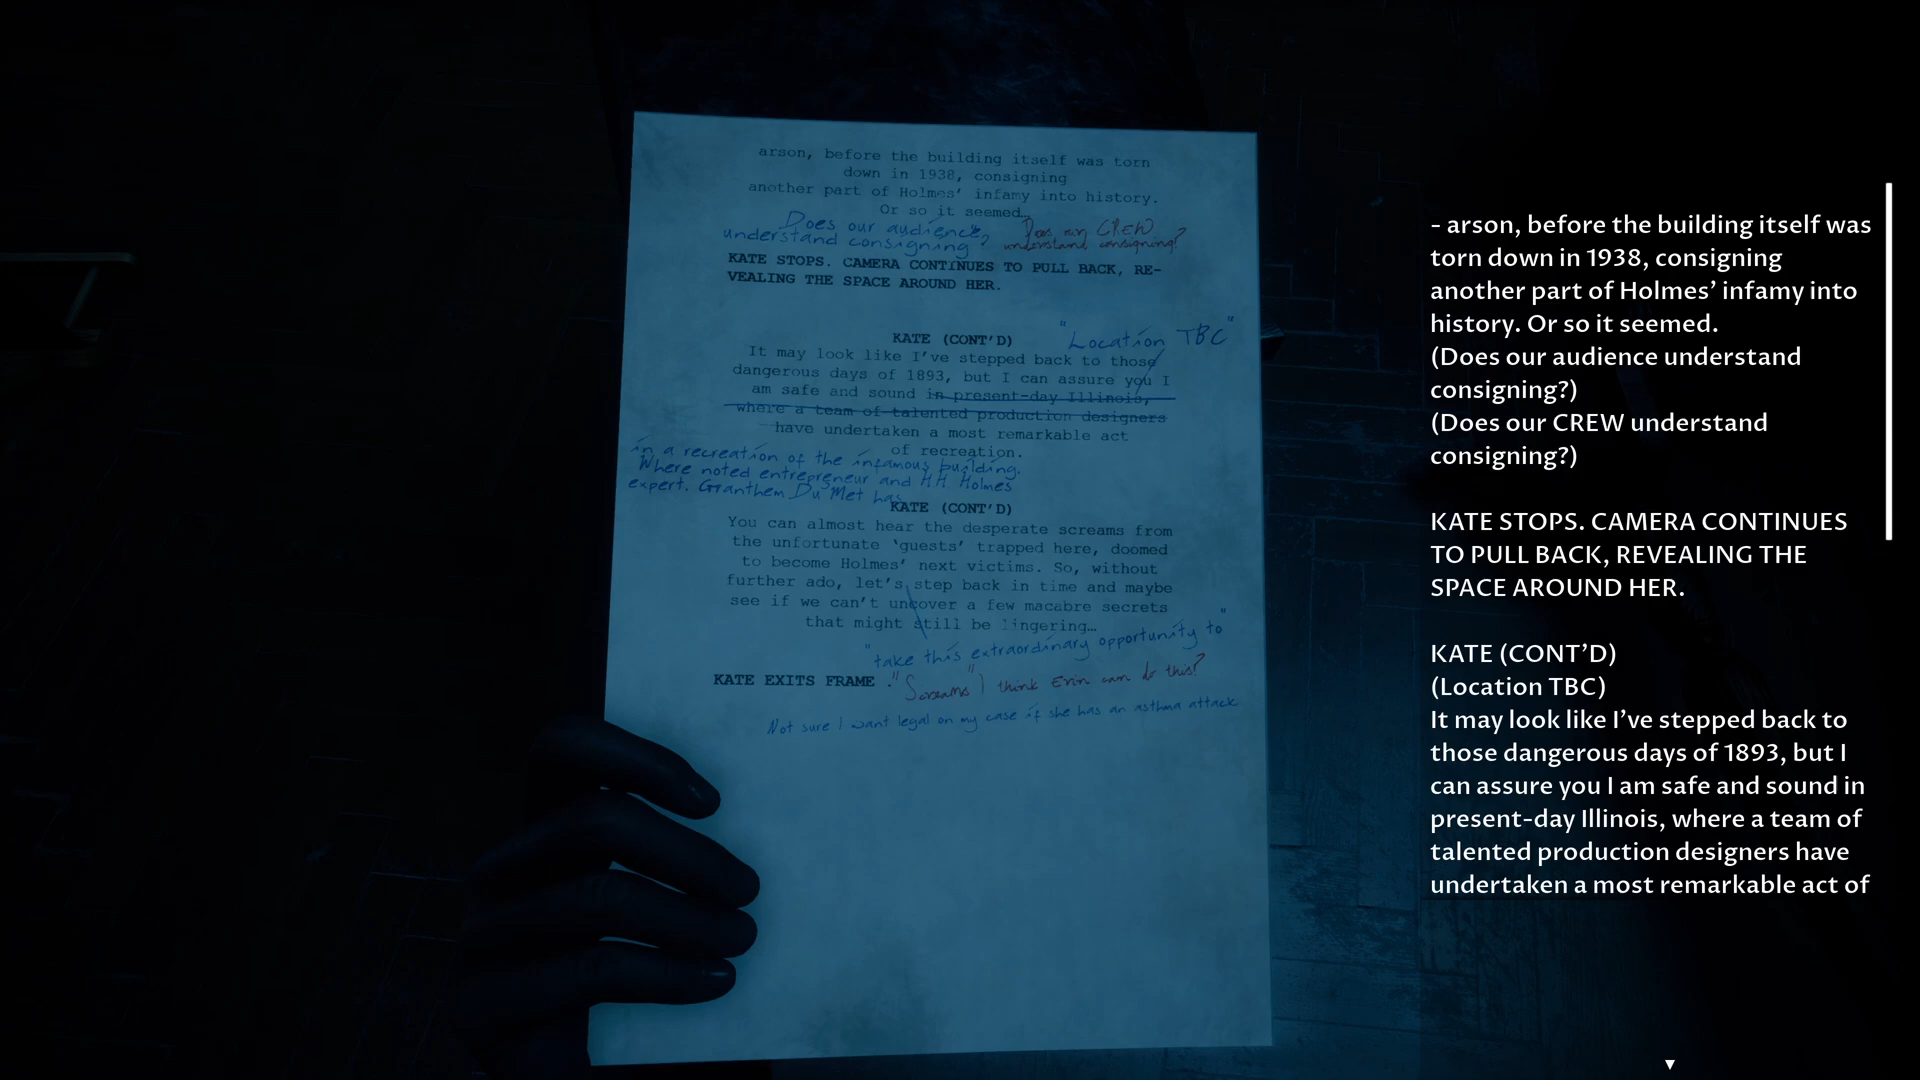 arson, before the building itself was torn
down in 1938, consigning
another part of Holmes' infamy into history.
Or so it seemed…
Does our audience
understand consigning?
Does our CREW
understand consigning?
KATE STOPS. CAMERA CONTINUES TO PULL BACK, RE-
VEALING THE SPACE AROUND HER.
KATE (CONT'D)
"Location TBC"
It may look like I've stepped back to those
dangerous days of 1893, but I can assure you I
am safe and sound in present-day Illinois,
where a team of talented production designers
have undertaken a most remarkable act
of recreation.
in a recreation of the infamous building.
Where noted entrepreneur and HH Holmes
expert. Granthem Du'Met has
KATE (CONT'D)
You can almost hear the desperate screams from
the unfortunate 'guests' trapped here, doomed
to become Holmes' next victims. So, without
further ado, let's step back in time and maybe
see if we can't uncover a few macabre secrets
that might still be lingering…
"take this extraordinary opportunity to"
KATE EXITS FRAME .
"Screams" I think Erin can do this?
Not sure I want legal on my case if she has an asthma attack
- arson, before the building itself was
torn down in 1938, consigning
another part of Holmes' infamy into
history. Or so it seemed.
(Does our audience understand
consigning?)
(Does our CREW understand
consigning?)
KATE STOPS. CAMERA CONTINUES
TO PULL BACK, REVEALING THE
SPACE AROUND HER.
KATE (CONT'D)
(Location TBC)
It may look like I've stepped back to
those dangerous days of 1893, but I
can assure you I am safe and sound in
present-day Illinois, where a team of
talented production designers have
undertaken a most remarkable act of